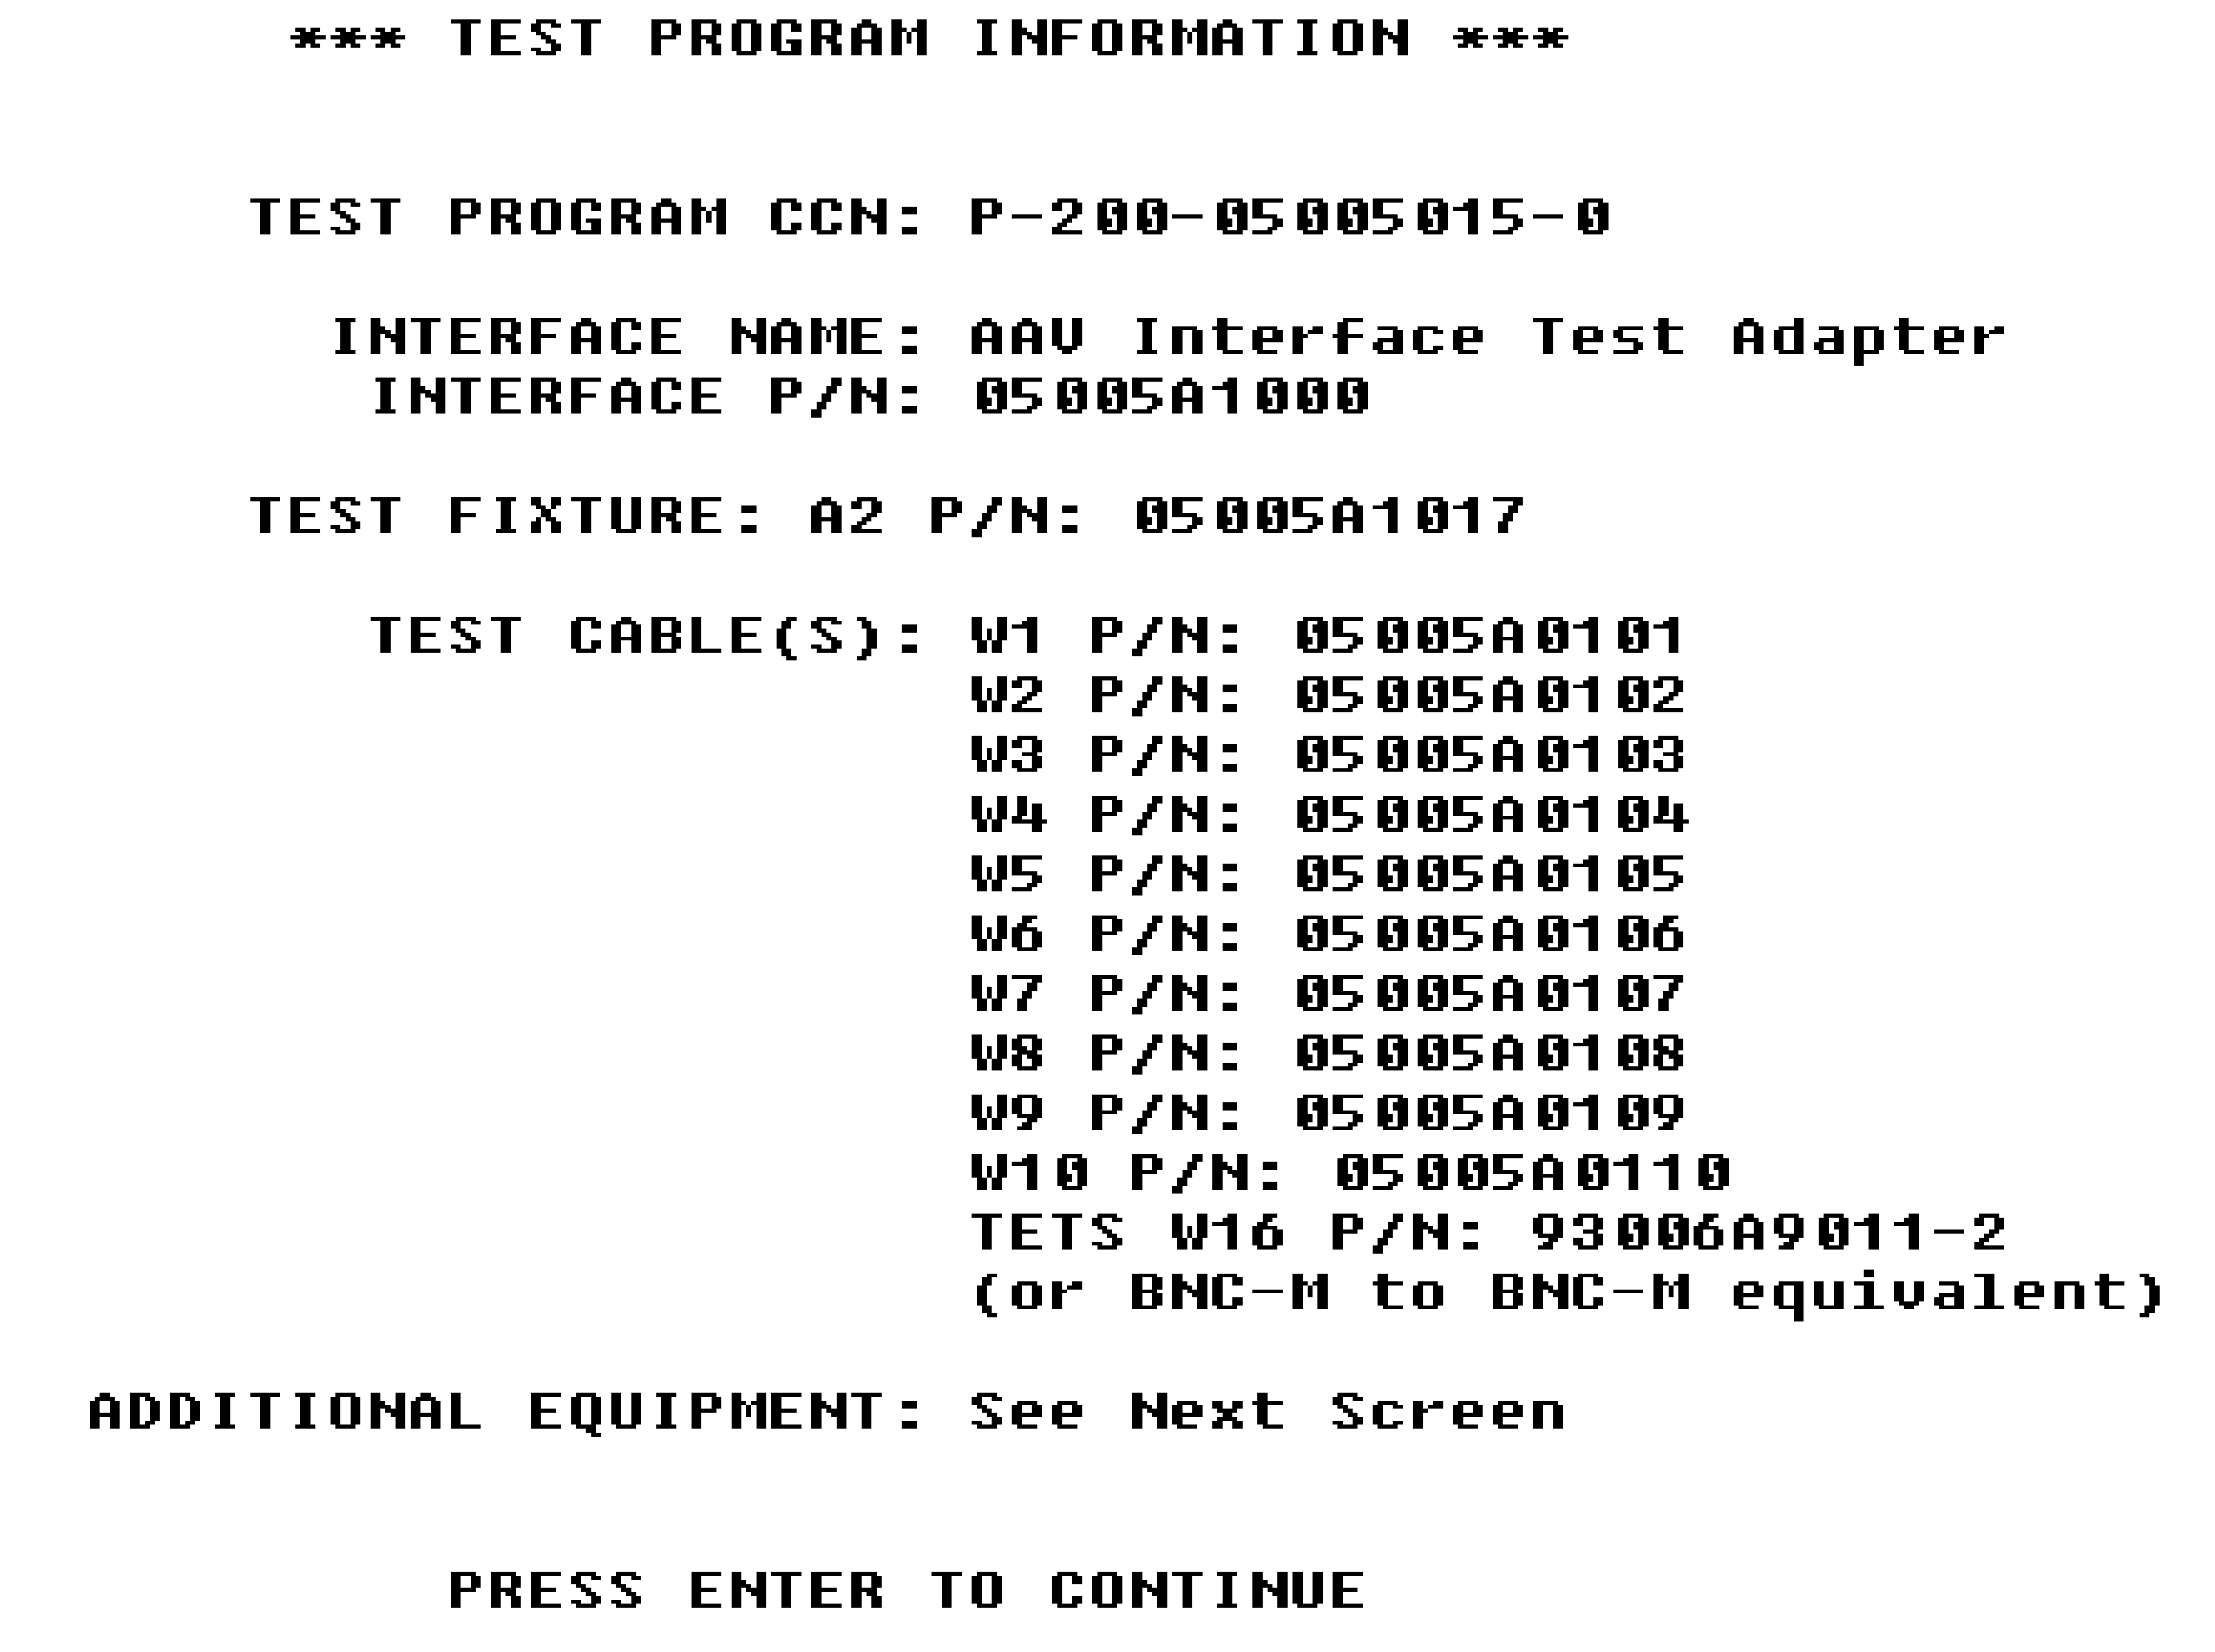 *** TEST PROGRAM INFORMATION ***
TEST PROGRAM CCN: P-200-05005015-0
INTERFACE NAME: AAV Interface Test Adapter
INTERFACE P/N: 05005A1000
TEST FIXTURE: A2 P/N: 05005A1017
TEST CABLE(S): W1 P/N: 05005A0101
W2 P/N: 05005A0102
W3 P/N: 05005A0103
W4 P/N: 05005A0104
W5 P/N: 05005A0105
W6 P/N: 05005A0106
W7 P/N: 05005A0107
W8 P/N: 05005A0108
W9 P/N: 05005A0109
W10 P/N: 05005A0110
TETS W16 P/N: 93006A9011-2
(or BNC-M to BNC-M equivalent)
ADDITIONAL EQUIPMENT: See Next Screen
PRESS ENTER TO CONTINUE